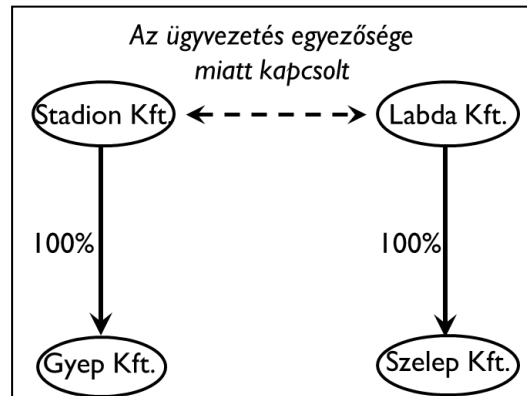 Az ügyvezetés egyezősége
miatt kapcsolt
Stadion Kft.
Labda Kft.
100%
100%
Gyep Kft.
Szelep Kft.